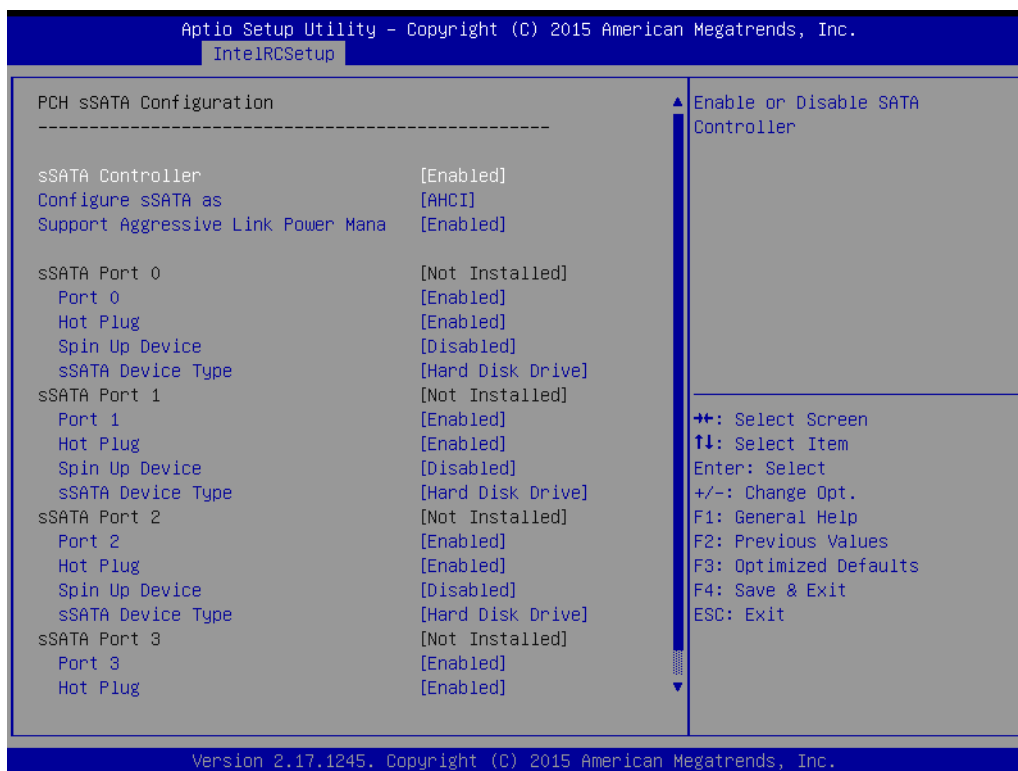 Aptio Setup Utility – Copyright (C) 2015 American Megatrends, Inc.
IntelRCSetup
PCH sSATA Configuration
--------------------------------------------------
sSATA Controller [Enabled]
Configure sSATA as [AHCI]
Support Aggressive Link Power Mana [Enabled]
sSATA Port 0 [Not Installed]
Port 0 [Enabled]
Hot Plug [Enabled]
Spin Up Device [Disabled]
sSATA Device Type [Hard Disk Drive]
sSATA Port 1 [Not Installed]
Port 1 [Enabled]
Hot Plug [Enabled]
Spin Up Device [Disabled]
sSATA Device Type [Hard Disk Drive]
sSATA Port 2 [Not Installed]
Port 2 [Enabled]
Hot Plug [Enabled]
Spin Up Device [Disabled]
sSATA Device Type [Hard Disk Drive]
sSATA Port 3 [Not Installed]
Port 3 [Enabled]
Hot Plug [Enabled]
Enable or Disable SATA
Controller
→←: Select Screen
↑↓: Select Item
Enter: Select
+/-: Change Opt.
F1: General Help
F2: Previous Values
F3: Optimized Defaults
F4: Save & Exit
ESC: Exit
Version 2.17.1245. Copyright (C) 2015 American Megatrends, Inc.